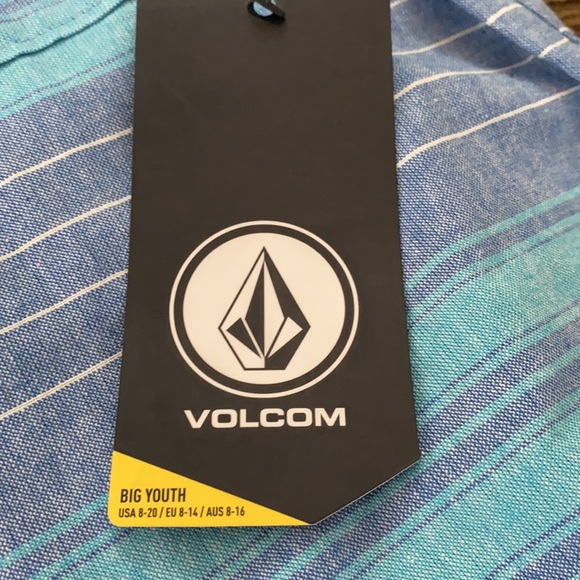 VOLCOM
BIG YOUTH
USA 8-20 / EU 8-14 / AUS 8-16